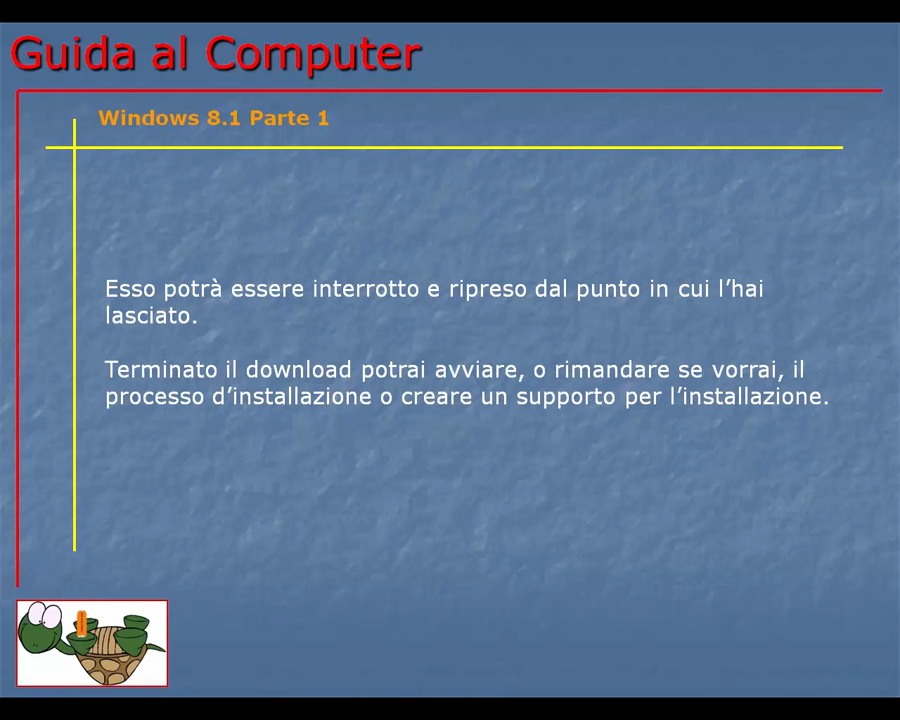 Guida al Computer
Windows 8.1 Parte 1
Esso potrà essere interrotto e ripreso dal punto in cui l’hai
lasciato.
Terminato il download potrai avviare, o rimandare se vorrai, il
processo d’installazione o creare un supporto per l’installazione.